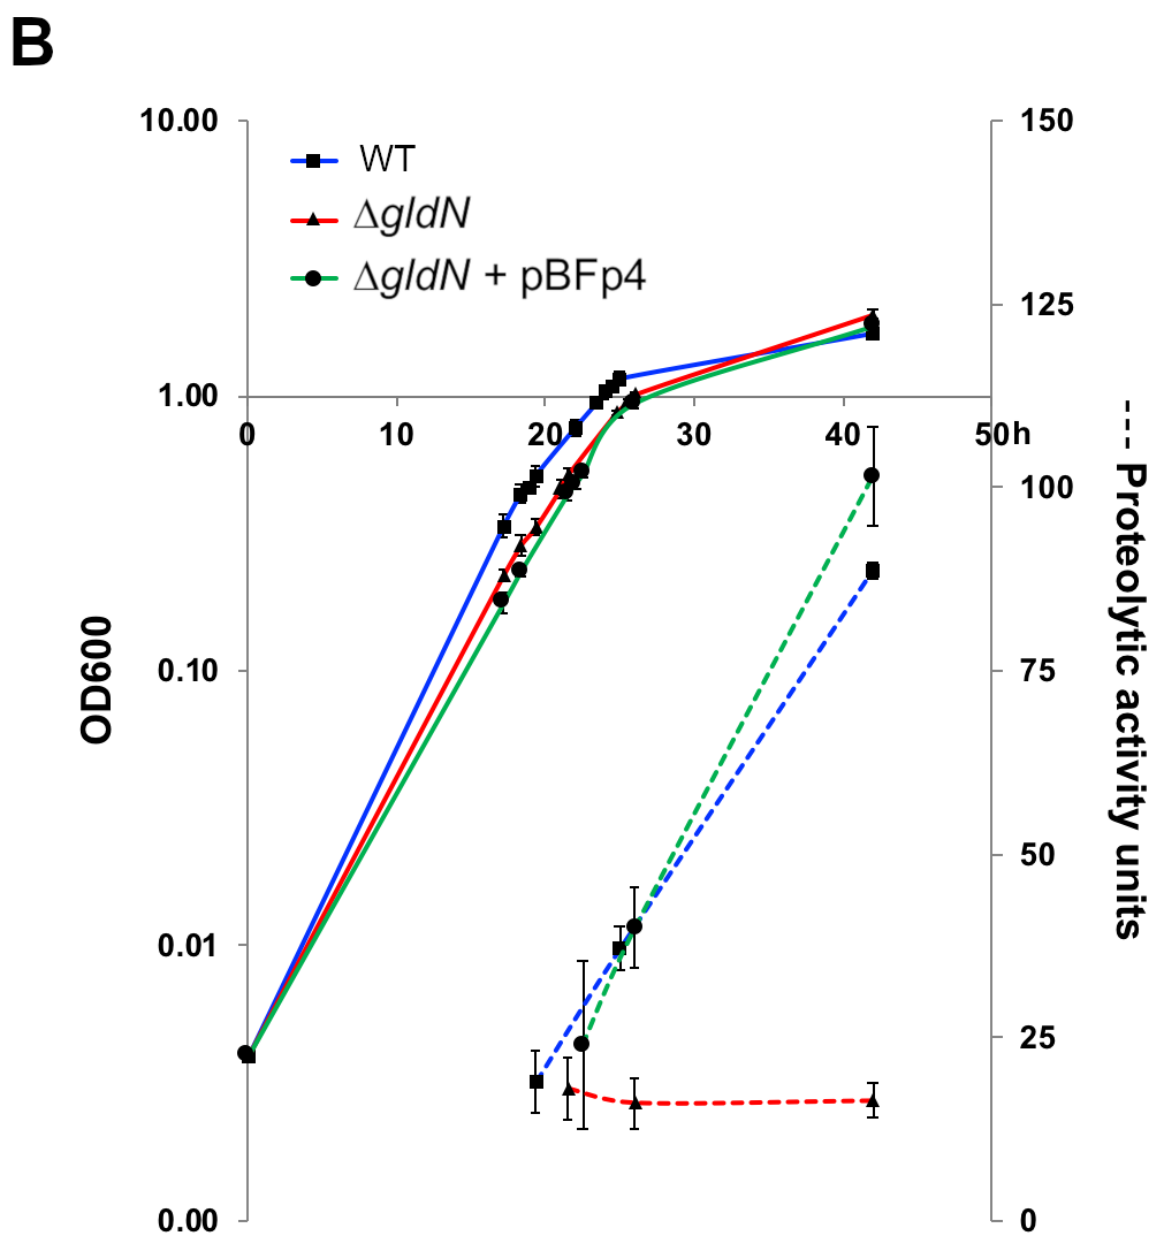 B
10.00
1.00
0.10
0.01
0.00
OD600
WT
ΔgldN
ΔgldN + pBFp4
0 10 20 30 40 50h
150
125
100
75
50
25
0
--- Proteolytic activity units